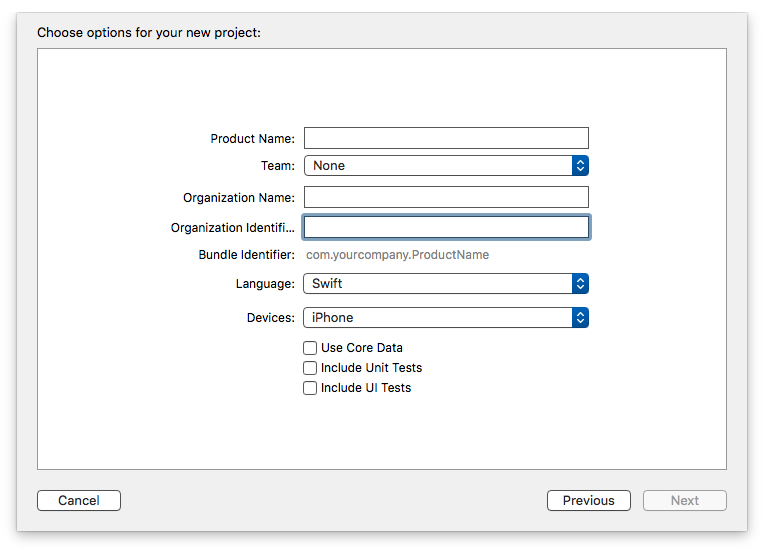 Choose options for your new project:
Product Name:
Team: None
Organization Name:
Organization Identifi...
Bundle Identifier: com.yourcompany.ProductName
Language: Swift
Devices: iPhone
Use Core Data
Include Unit Tests
Include UI Tests
Cancel Previous Next